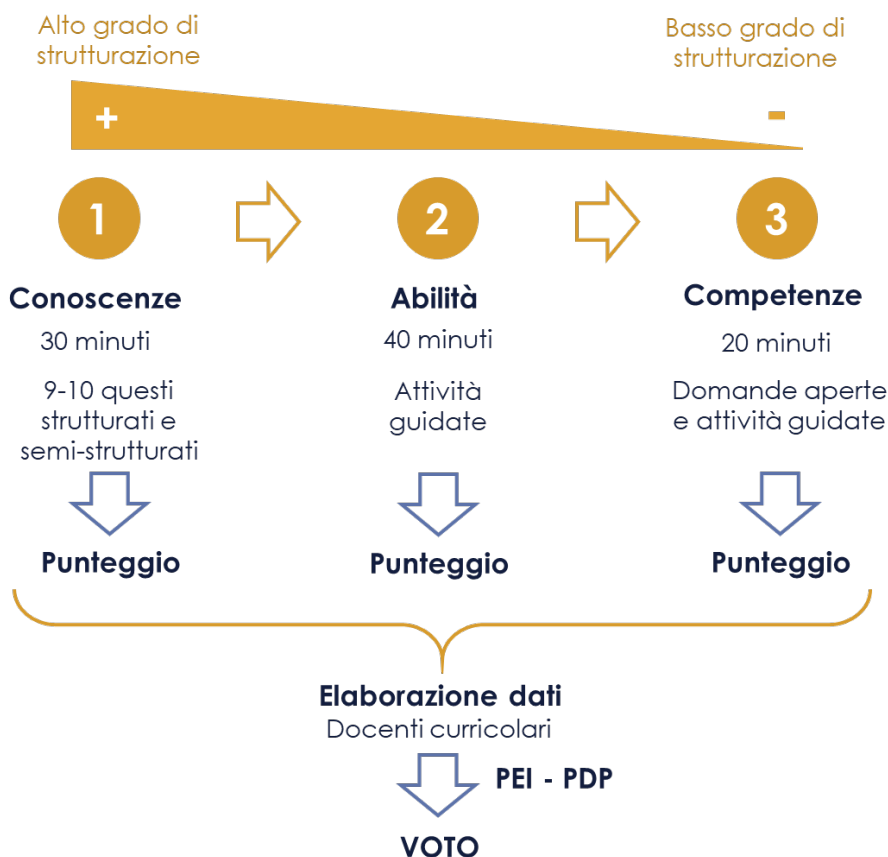 Alto grado di
strutturazione
Basso grado di
strutturazione
+
-
1
2
3
Conoscenze
30 minuti
9-10 questi
strutturati e
semi-strutturati
Punteggio
Abilità
40 minuti
Attività
guidate
Punteggio
Competenze
20 minuti
Domande aperte
e attività guidate
Punteggio
Elaborazione dati
Docenti curricolari
PEI - PDP
VOTO